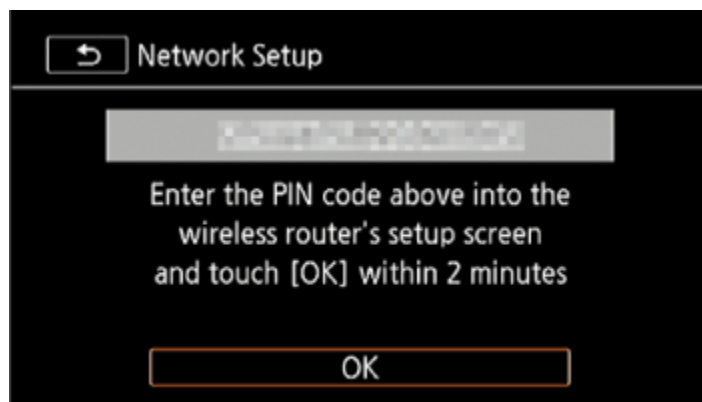 Network Setup
Enter the PIN code above into the
wireless router's setup screen
and touch [OK] within 2 minutes
OK